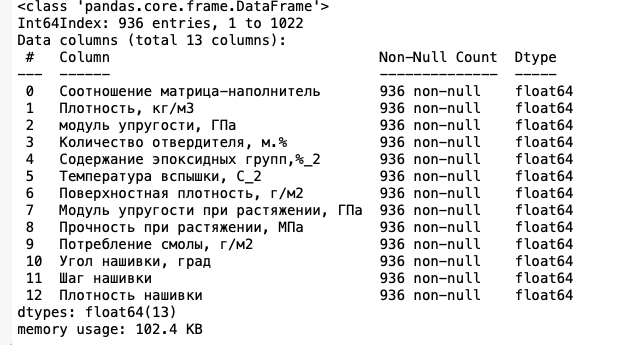 <class 'pandas.core.frame.DataFrame'>
Int64Index: 936 entries, 1 to 1022
Data columns (total 13 columns):
 #   Column                                Non-Null Count  Dtype
---  ------                                --------------  -----
 0   Соотношение матрица-наполнитель       936 non-null    float64
 1   Плотность, кг/м3                      936 non-null    float64
 2   модуль упругости, ГПа                 936 non-null    float64
 3   Количество отвердителя, м.%           936 non-null    float64
 4   Содержание эпоксидных групп,%_2       936 non-null    float64
 5   Температура вспышки, С_2              936 non-null    float64
 6   Поверхностная плотность, г/м2         936 non-null    float64
 7   Модуль упругости при растяжении, ГПа  936 non-null    float64
 8   Прочность при растяжении, МПа         936 non-null    float64
 9   Потребление смолы, г/м2               936 non-null    float64
 10  Угол нашивки, град                    936 non-null    float64
 11  Шаг нашивки                           936 non-null    float64
 12  Плотность нашивки                     936 non-null    float64
dtypes: float64(13)
memory usage: 102.4 KB